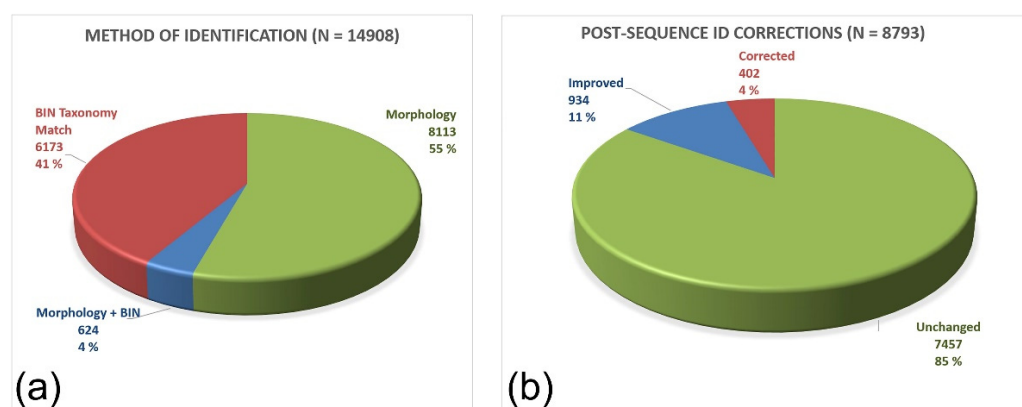 METHOD OF IDENTIFICATION (N = 14908)
BIN Taxonomy
Match
6173
41 %
Morphology
8113
55 %
Morphology + BIN
624
4 %
(a)
POST-SEQUENCE ID CORRECTIONS (N = 8793)
Corrected
402
4 %
Improved
934
11 %
Unchanged
7457
85 %
(b)